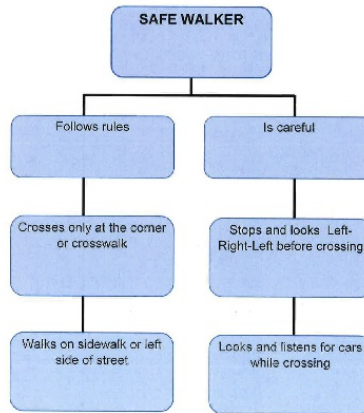 SAFE WALKER
Follows rules
Is careful
Crosses only at the corner
or crosswalk
Stops and looks Left-
Right-Left before crossing
Walks on sidewalk or left
side of street
Looks and listens for cars
while crossing